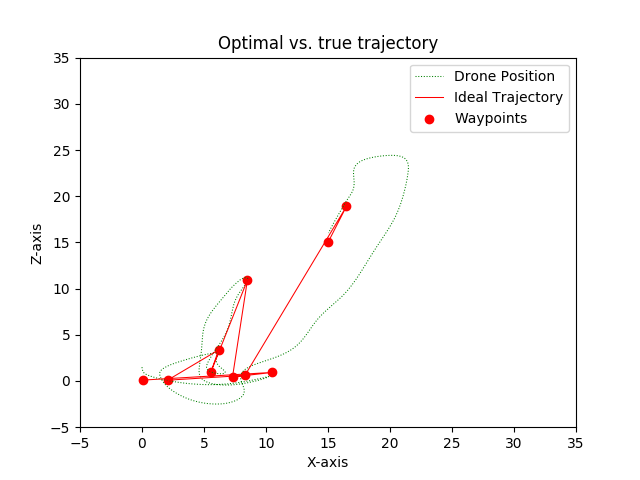 Optimal vs. true trajectory
Drone Position
Ideal Trajectory
Waypoints
Z-axis
35
30
25
20
15
10
5
0
−5
−5 0 5 10 15 20 25 30 35
X-axis